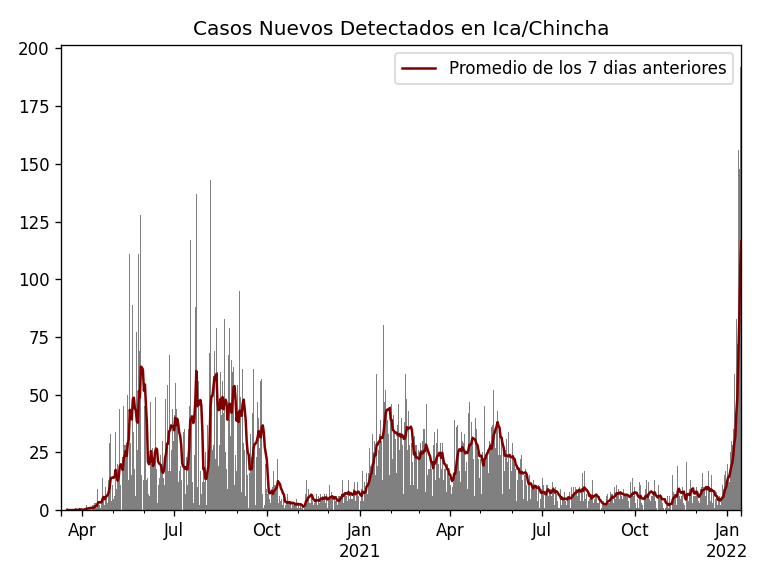 Casos Nuevos Detectados en Ica/Chincha
Promedio de los 7 dias anteriores
200
175
150
125
100
75
50
25
0
Apr
Jul
Oct
Jan
2021
Apr
Jul
Oct
Jan
2022